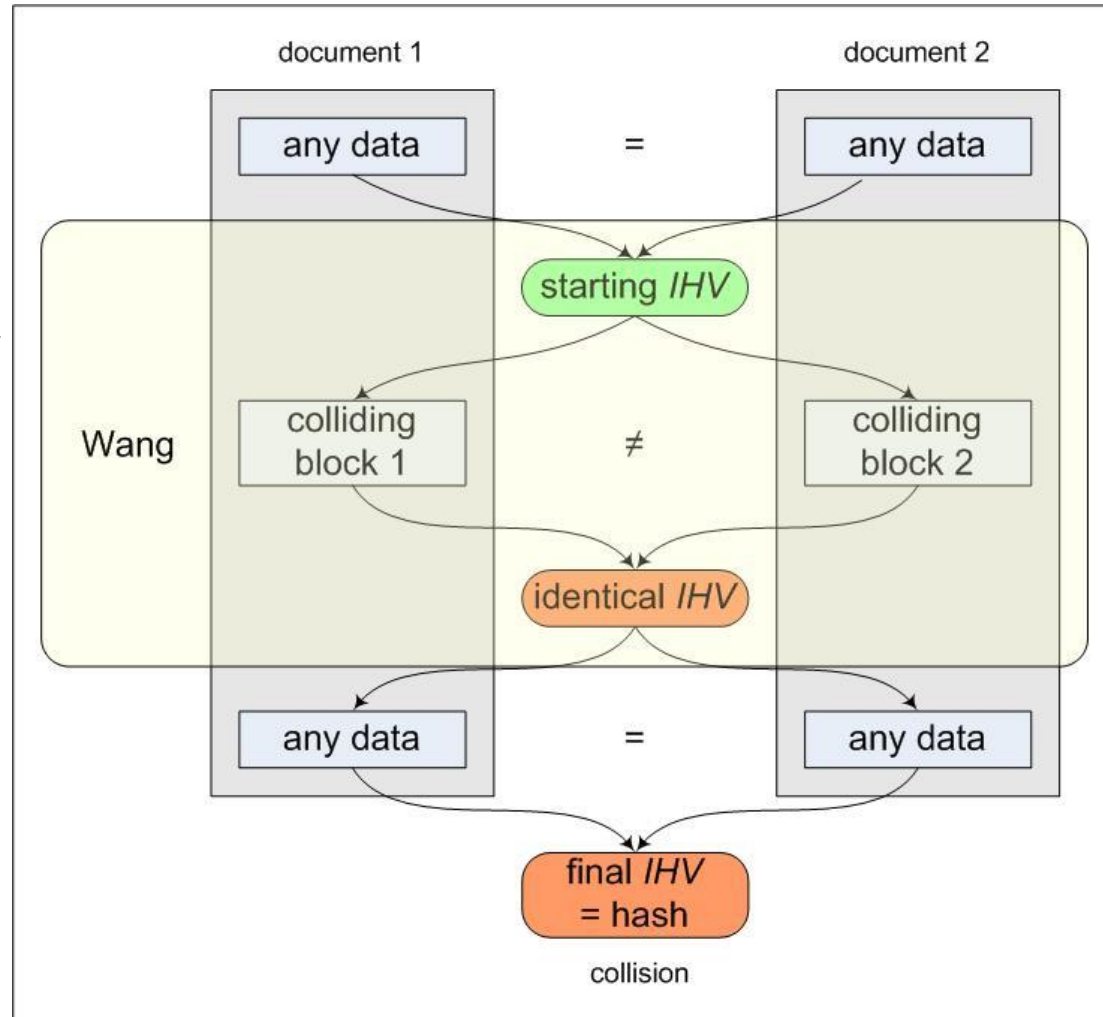 document 1
document 2
any data
=
any data
starting IHV
Wang
colliding
block 1
≠
colliding
block 2
identical IHV
any data
=
any data
final IHV
= hash
collision